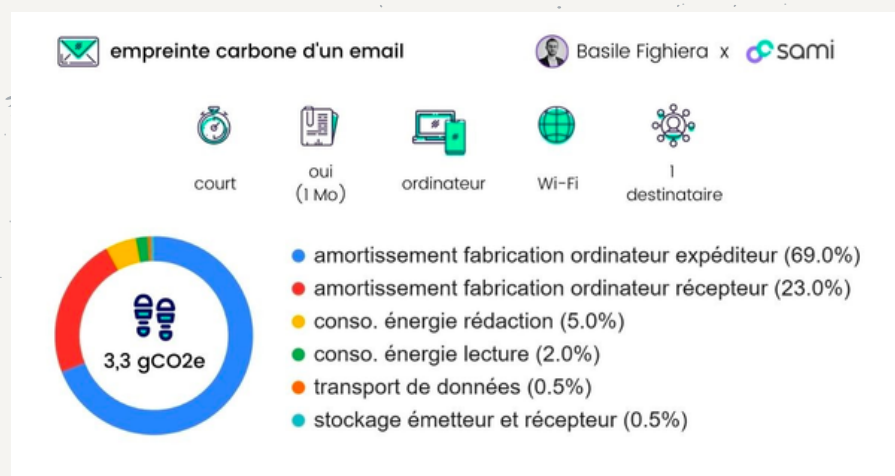 empreinte carbone d'un email
Basile Fighiera x sami
court
oui
(1 Mo)
ordinateur
Wi-Fi
1
destinataire
3,3 gCO2e
amortissement fabrication ordinateur expéditeur (69.0%)
amortissement fabrication ordinateur récepteur (23.0%)
conso. énergie rédaction (5.0%)
conso. énergie lecture (2.0%)
transport de données (0.5%)
stockage émetteur et récepteur (0.5%)